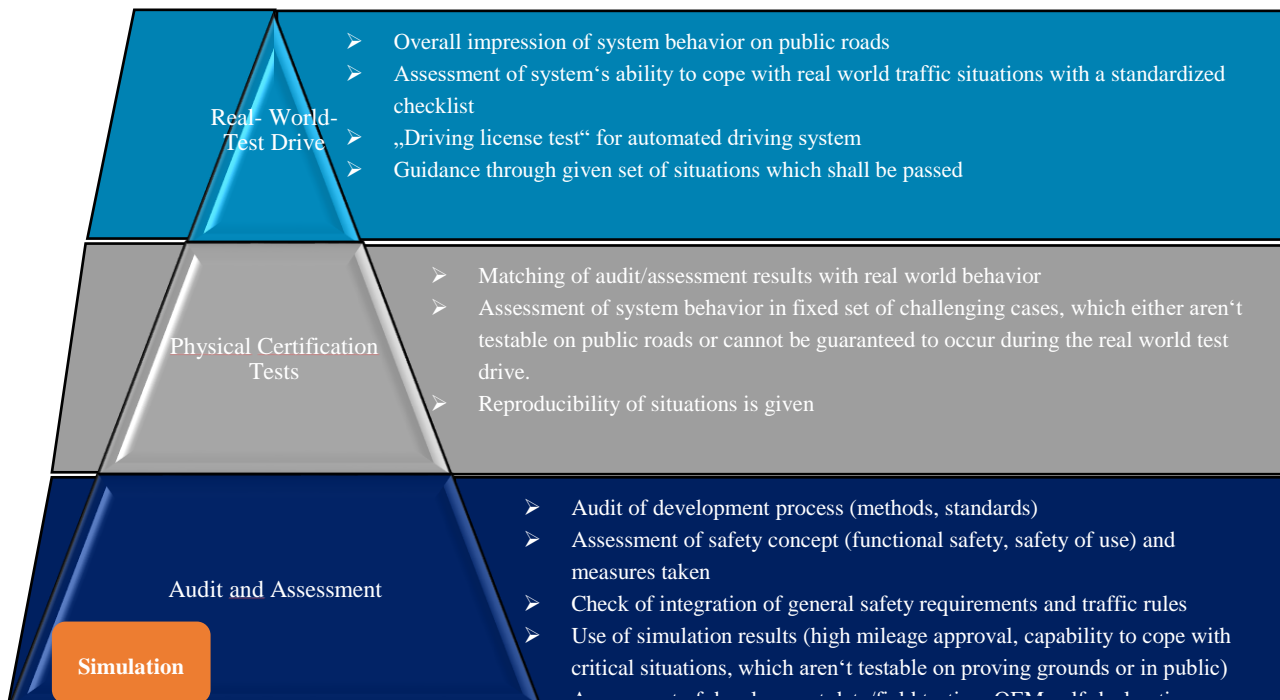 Real- World-
Test Drive
➢ Overall impression of system behavior on public roads
➢ Assessment of system‘s ability to cope with real world traffic situations with a standardized
checklist
➢ „Driving license test“ for automated driving system
➢ Guidance through given set of situations which shall be passed
Physical Certification
Tests
➢ Matching of audit/assessment results with real world behavior
➢ Assessment of system behavior in fixed set of challenging cases, which either aren‘t
testable on public roads or cannot be guaranteed to occur during the real world test
drive.
➢ Reproducibility of situations is given
Audit and Assessment
Simulation
➢ Audit of development process (methods, standards)
➢ Assessment of safety concept (functional safety, safety of use) and
measures taken
➢ Check of integration of general safety requirements and traffic rules
➢ Use of simulation results (high mileage approval, capability to cope with
critical situations, which aren‘t testable on proving grounds or in public)